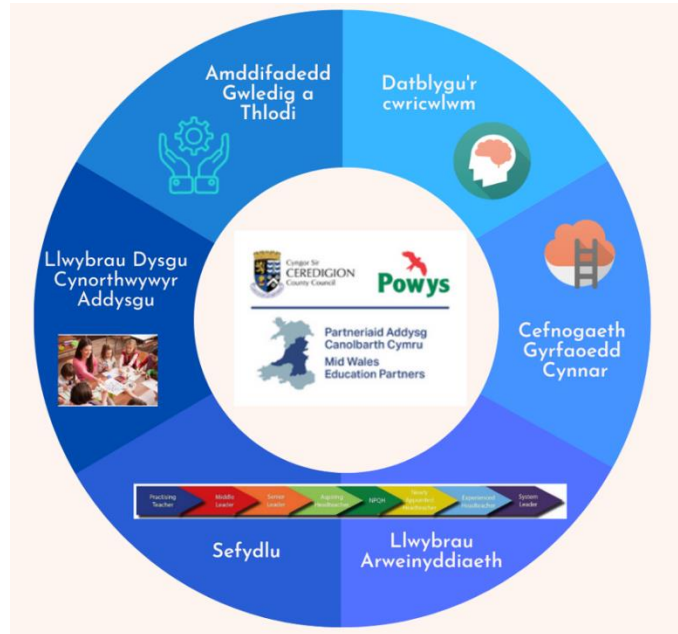 Amddifadedd
Gwledig a
Thlodi
Datblygu'r
cwricwlwm
Llwybrau Dysgu
Cynorthwywyr
Addysgu
Cyngor Sir
CEREDIGION
County Council
Powys
Partneriaid Addysg
Canolbarth Cymru
Mid Wales
Education Partners
Cefnogaeth
Gyrfaoedd
Cynnar
Practising
Teacher
Middle
Leader
Senior
Leader
Aspiring
Headteacher
NPQH
Newly
Appointed
Headteacher
Experienced
Headteacher
System
Leader
Sefydlu
Llwybrau
Arweinyddiaeth